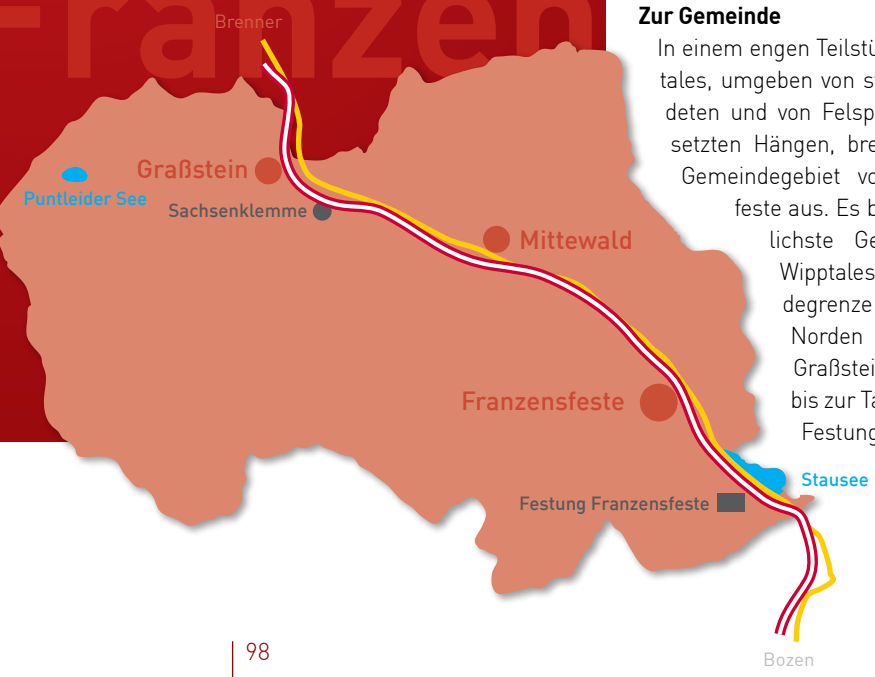 Franzen
Brenner
Graßstein
Puntleider See
Sachsenklemme
Mittewald
Franzensfeste
Festung Franzensfeste
Stausee
Bozen
Zur Gemeinde
In einem engen Teilstü
tales, umgeben von
deten und von Felsp
setzten Hängen, bre
Gemeindegebiet vo
feste aus. Es b
lichste Ge
Wipptales
degrenze
Norden
Graßstei
bis zur Ta
Festung
98